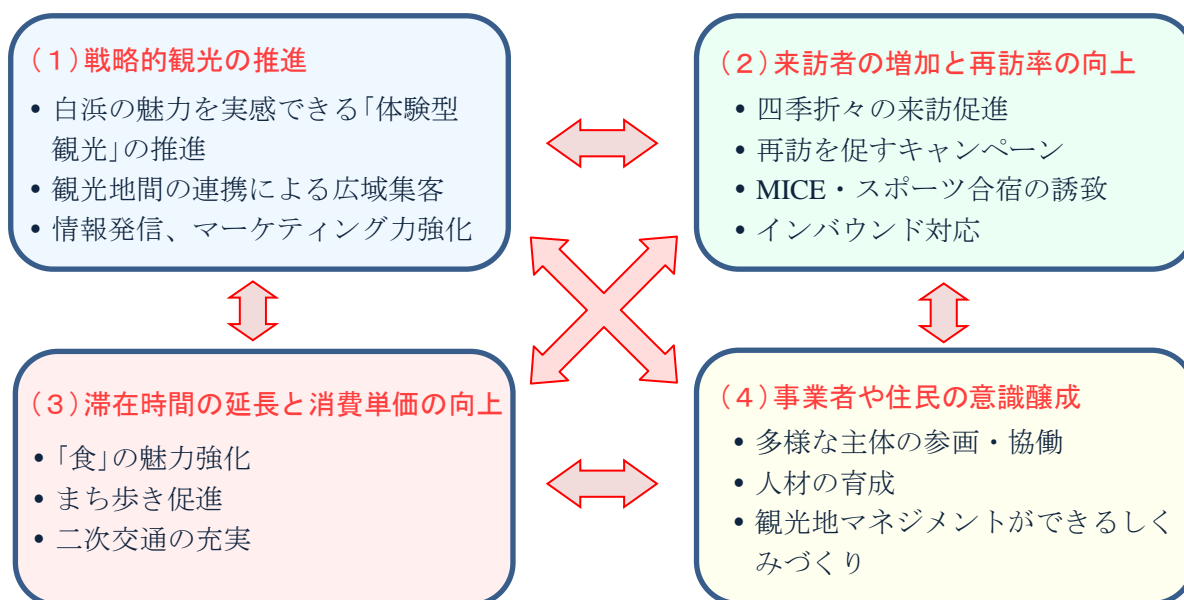 (1)戦略的観光の推進
• 白浜の魅力を実感できる「体験型
観光」の推進
• 観光地間の連携による広域集客
• 情報発信、マーケティング力強化
(2)来訪者の増加と再訪率の向上
• 四季折々の来訪促進
• 再訪を促すキャンペーン
• MICE・スポーツ合宿の誘致
• インバウンド対応
(3)滞在時間の延長と消費単価の向上
• 「食」の魅力強化
• まち歩き促進
• 二次交通の充実
(4)事業者や住民の意識醸成
• 多様な主体の参画・協働
• 人材の育成
• 観光地マネジメントができるしく
みづくり